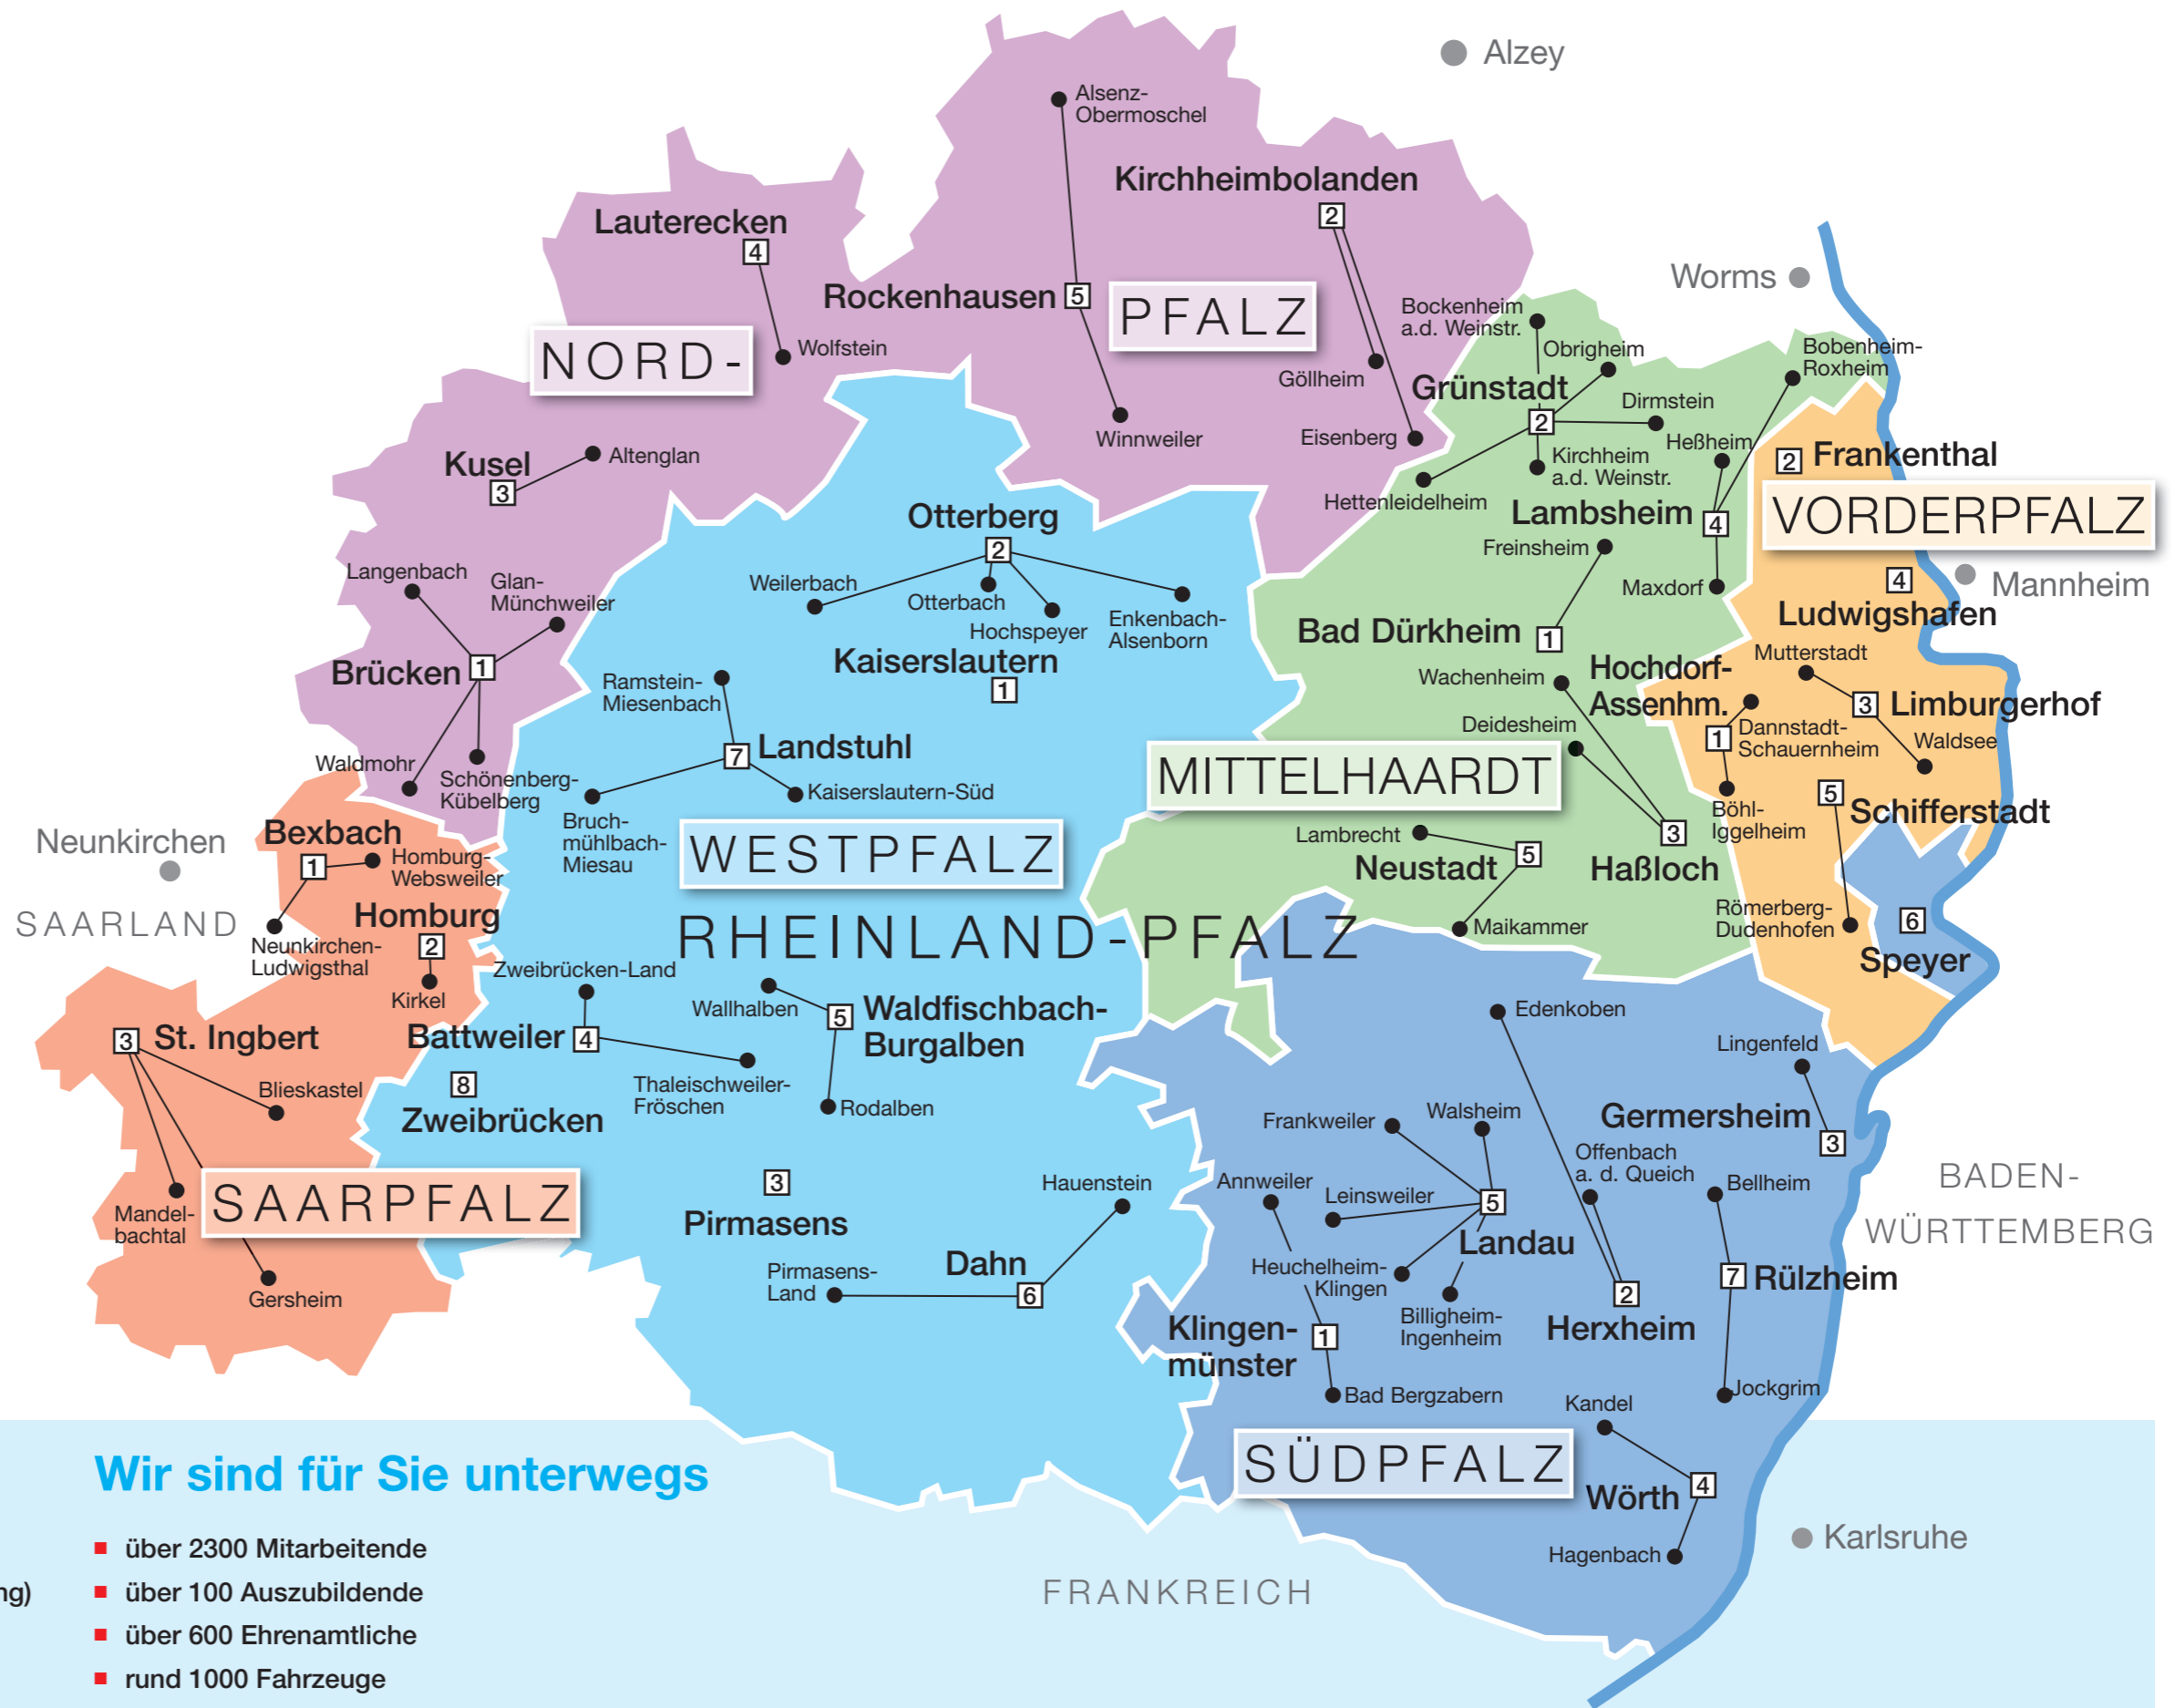 Alzey
Alsenz-
Obermoschel
Kirchheimbolanden
2
Lauterecken
4
Worms
Rockenhausen 5
PFALZ
Bockenheim
a.d. Weinstr.
NORD-
Wolfstein
Obrigheim
Bobenheim-
Roxheim
Göllheim
Grünstadt
2
Dirmstein
Winnweiler
Eisenberg
Heßheim
Kusel
3
Altenglan
Kirchheim
a.d. Weinstr.
2 Frankenthal
Hettenleidelheim
Otterberg
2
Lambsheim 4
VORDERPFALZ
Freinsheim
Langenbach
Glan-
Münchweiler
Weilerbach
Otterbach
Hochspeyer
Enkenbach-
Alsenborn
Maxdorf
4
Ludwigshafen
Mannheim
Bad Dürkheim 1
Brücken 1
Kaiserslautern
1
Ramstein-
Miesenbach
Wachenheim
Hochdorf-
Assenhm.
1
Mutterstadt
3 Limburgerhof
Deidesheim
Dannstadt-
Schauernheim
Waldsee
7 Landstuhl
Waldmohr
Schönenberg-
Kübelberg
Kaiserslautern-Süd
MITTELHAARDT
Böhl-
Iggelheim
5
Schifferstadt
Bruch-
mühlbach-
Miesau
Neunkirchen
Bexbach
1
Homburg-
Websweiler
WESTPFALZ
Lambrecht
Neustadt
5
3
Haßloch
SAARLAND
Homburg
2
Neunkirchen-
Ludwigsthal
RHEINLAND-PFALZ
Maikammer
Römerberg-
Dudenhofen
6
Speyer
Kirkel
Zweibrücken-Land
Wallhalben
5
Waldfischbach-
Burgalben
Edenkoben
3 St. Ingbert
Battweiler 4
Lingenfeld
Blieskastel
8
Zweibrücken
Thaleischweiler-
Fröschen
Rodalben
Frankweiler
Walsheim
Germersheim
3
Offenbach
a. d. Queich
3
Pirmasens
Hauenstein
Annweiler
Leinsweiler
5
Landau
Bellheim
BADEN-
WÜRTTEMBERG
Mandel-
bachtal
SAARPFALZ
Gersheim
Pirmasens-
Land
Dahn
6
Heuchelheim-
Klingen
Billigheim-
Ingenheim
2
Herxheim
7 Rülzheim
Klingen-
münster
1
Bad Bergzabern
Jockgrim
Kandel
SÜDPFALZ
Wörth 4
Hagenbach
Karlsruhe
FRANKREICH
Wir sind für Sie unterwegs
über 2300 Mitarbeitende
ng)
über 100 Auszubildende
über 600 Ehrenamtliche
rund 1000 Fahrzeuge